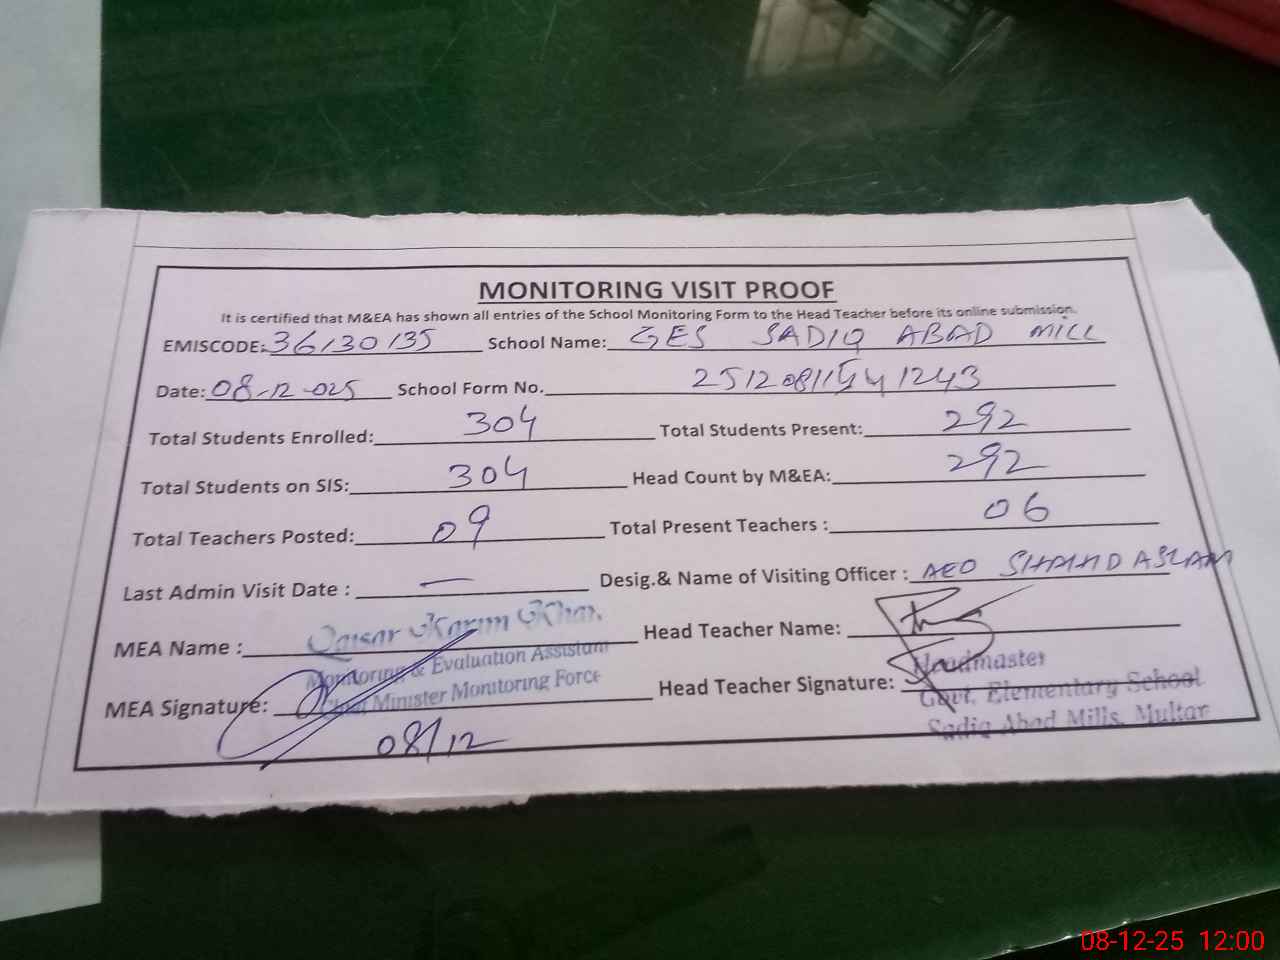 MONITORING VISIT PROOF
It is certified that M&EA has shown all entries of the School Monitoring Form to the Head Teacher before its online submission.
EMISCODE: 36130135 School Name: GES SADIQ ABAD MILL
Date: 08-12-025 School Form No.
Total Students Enrolled: 304 Total Students Present: 292
Total Students on SIS: 304 Head Count by M&EA: 292
Total Teachers Posted: 09 Total Present Teachers : 06
Last Admin Visit Date : — Desig.& Name of Visiting Officer : AEO SHAHID ASLAM
MEA Name : Qaisar Karim Khan Head Teacher Name:
Monitoring & Evaluation Assistant
Chief Minister Monitoring Force
MEA Signature: Head Teacher Signature:
Headmaster
Govt. Elementary School
Sadiq Abad Mills, Multan
08/12
08-12-25 12:00